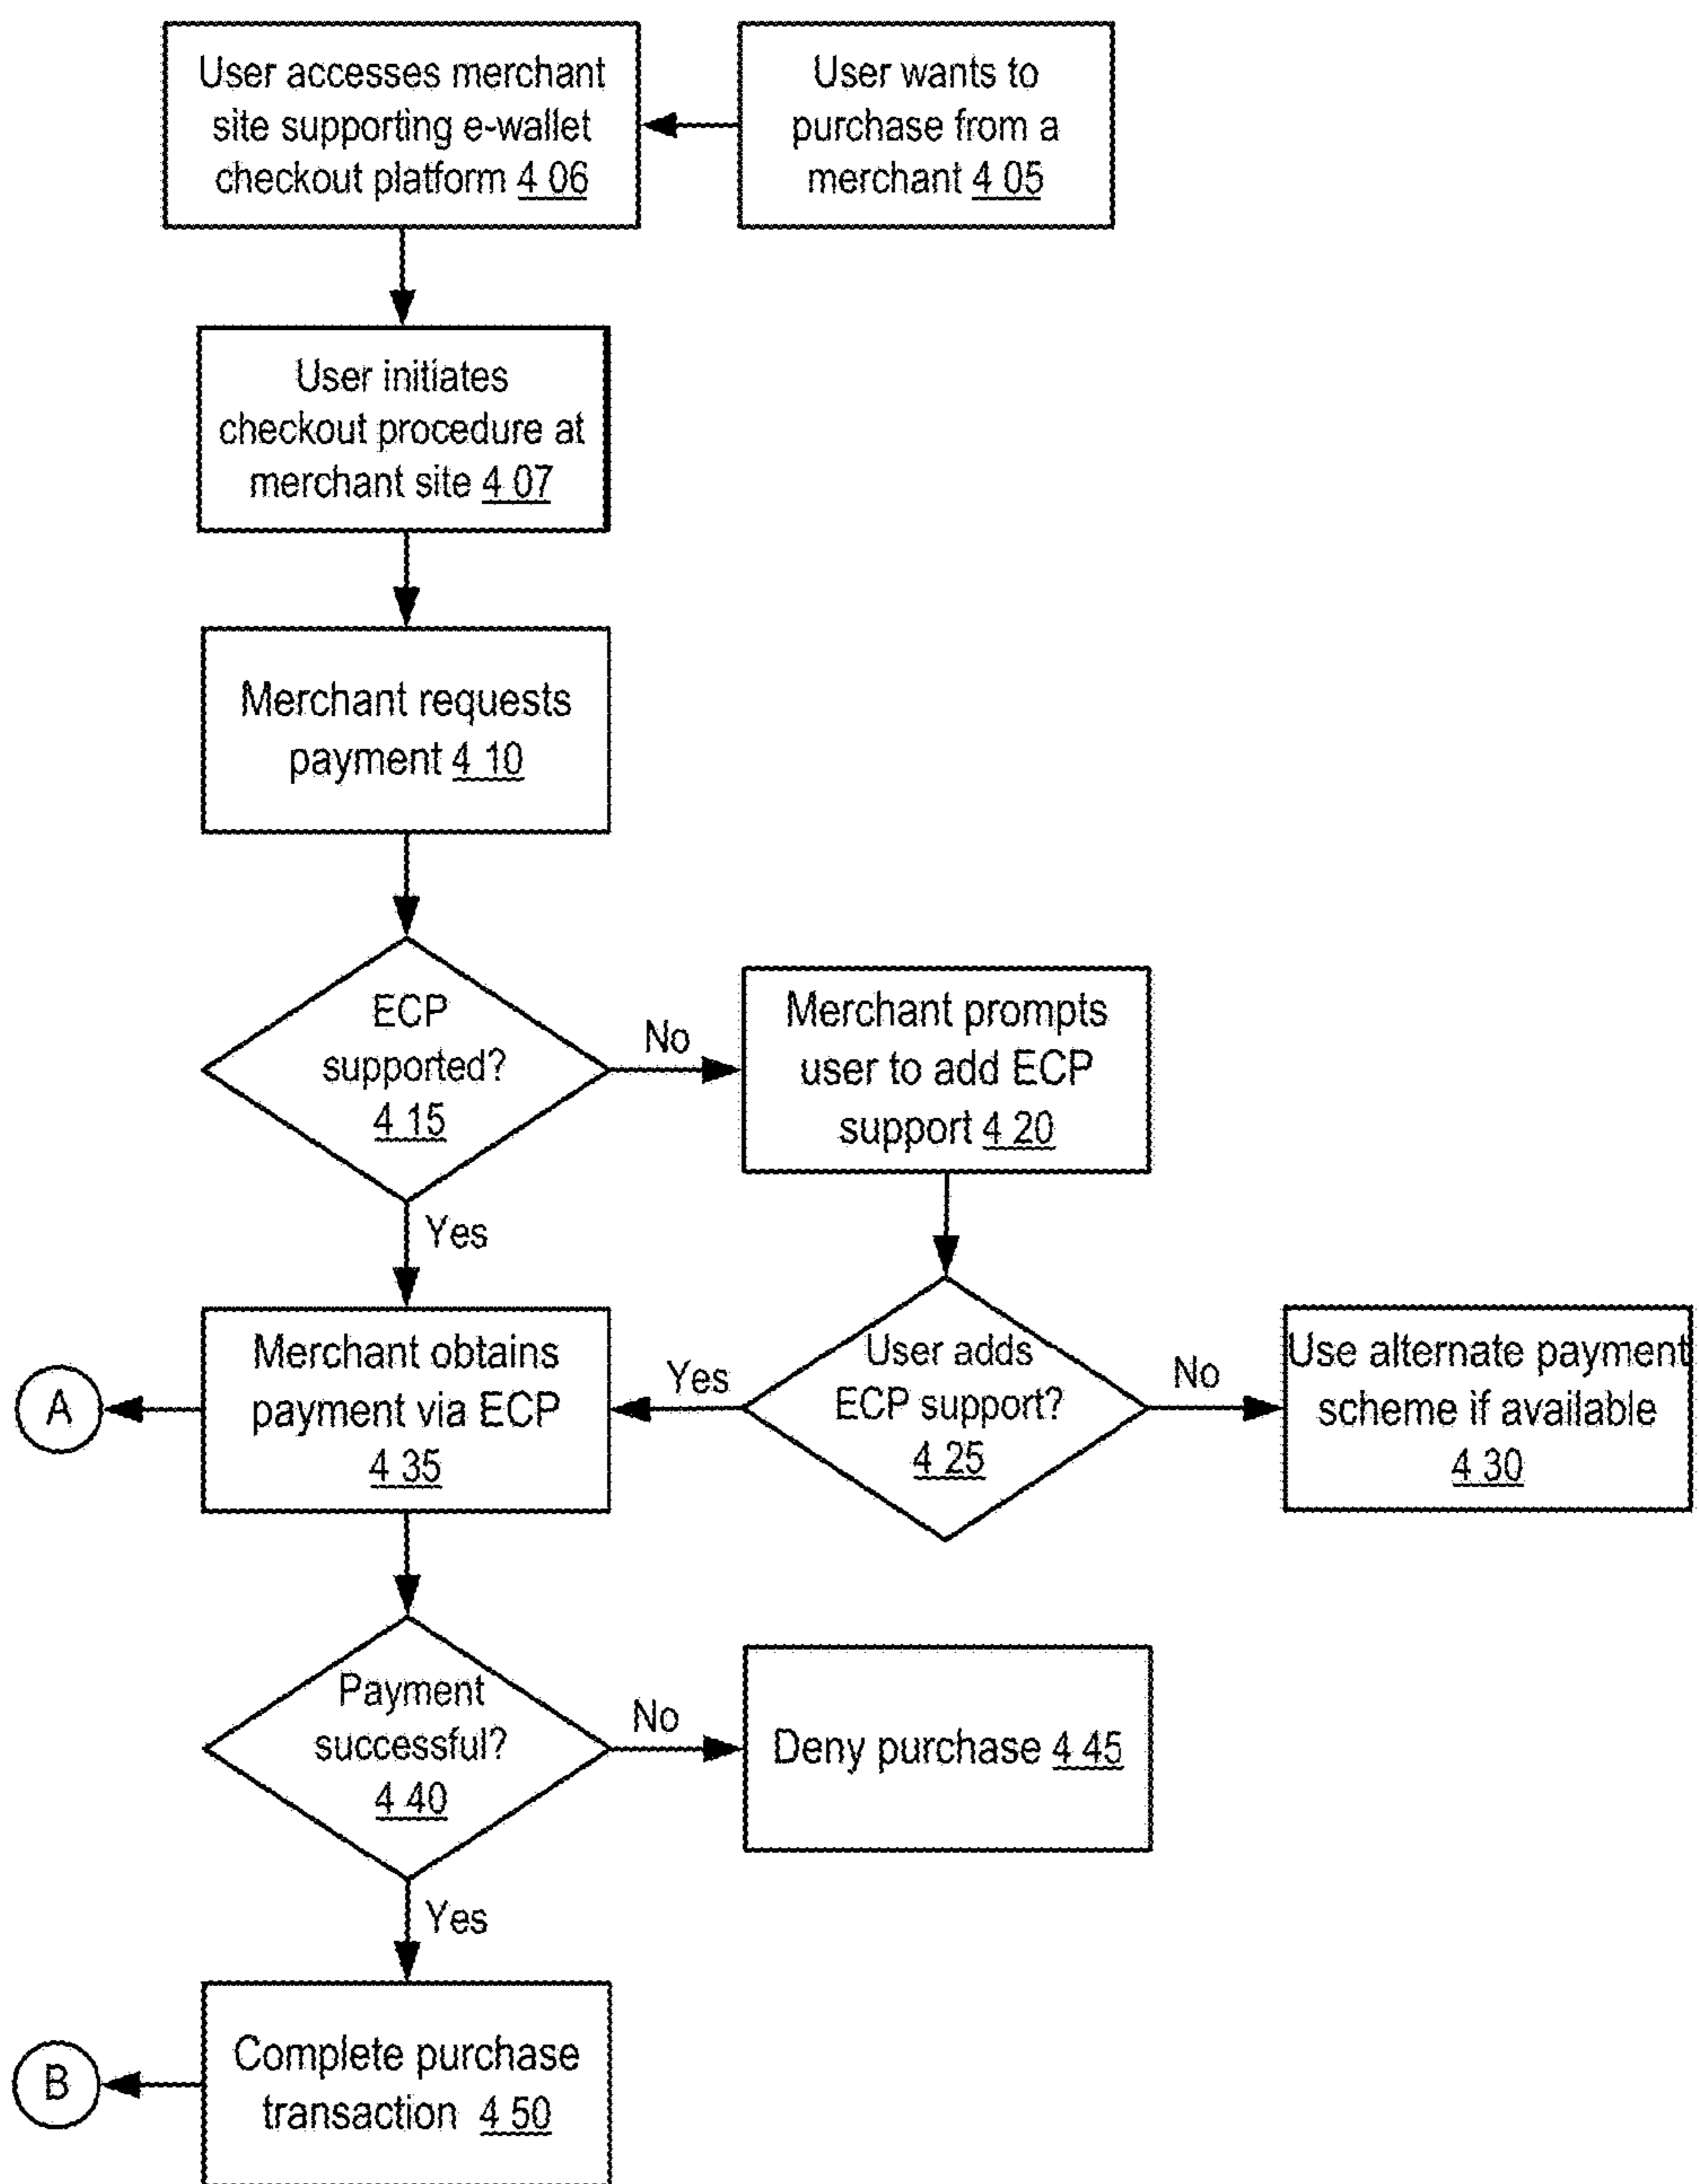 User accesses merchant
site supporting e-wallet
checkout platform 4 06
User wants to
purchase from a
merchant 4 05
User initiates
checkout procedure at
merchant site 4 07
Merchant requests
payment 4 10
ECP
supported?
4 15
No
Merchant prompts
user to add ECP
support 4 20
Yes
A
Merchant obtains
payment via ECP
4 35
Yes
User adds
ECP support?
4 25
No
Use alternate payment
scheme if available
4 30
Payment
successful?
4 40
No
Deny purchase 4 45
Yes
B
Complete purchase
transaction 4 50